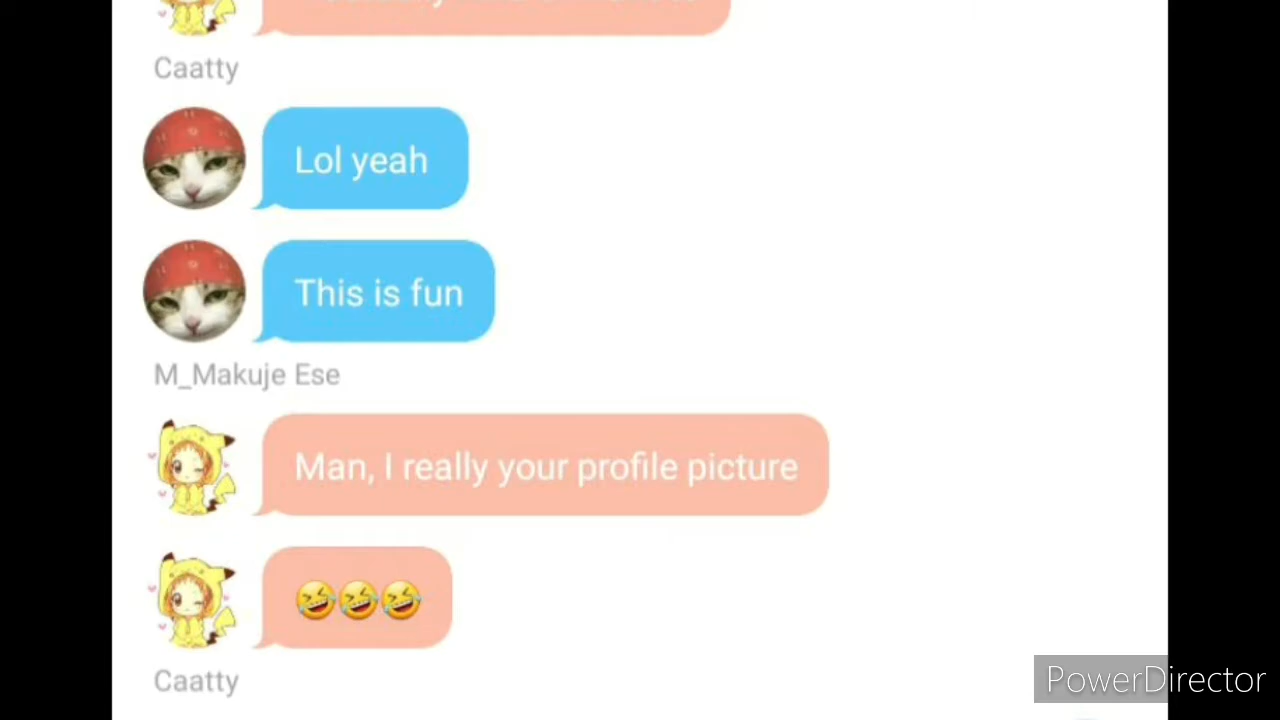 Caatty
Lol yeah
This is fun
M_Makuje Ese
Man, I really your profile picture
🤣🤣🤣
Caatty
PowerDirector